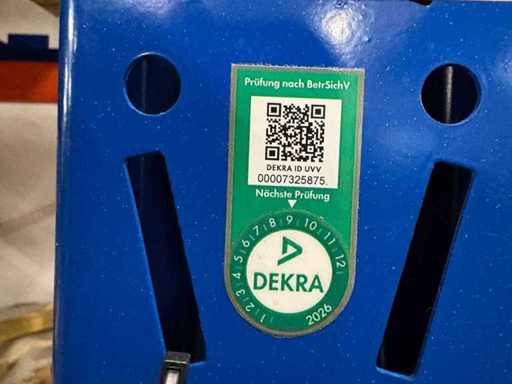 Prüfung nach BetrSichV
DEKRA ID UVV
00007325875.
Nächste Prüfung
1 2 3 4 5 6 7 8 9 10 11 12
DEKRA
2026